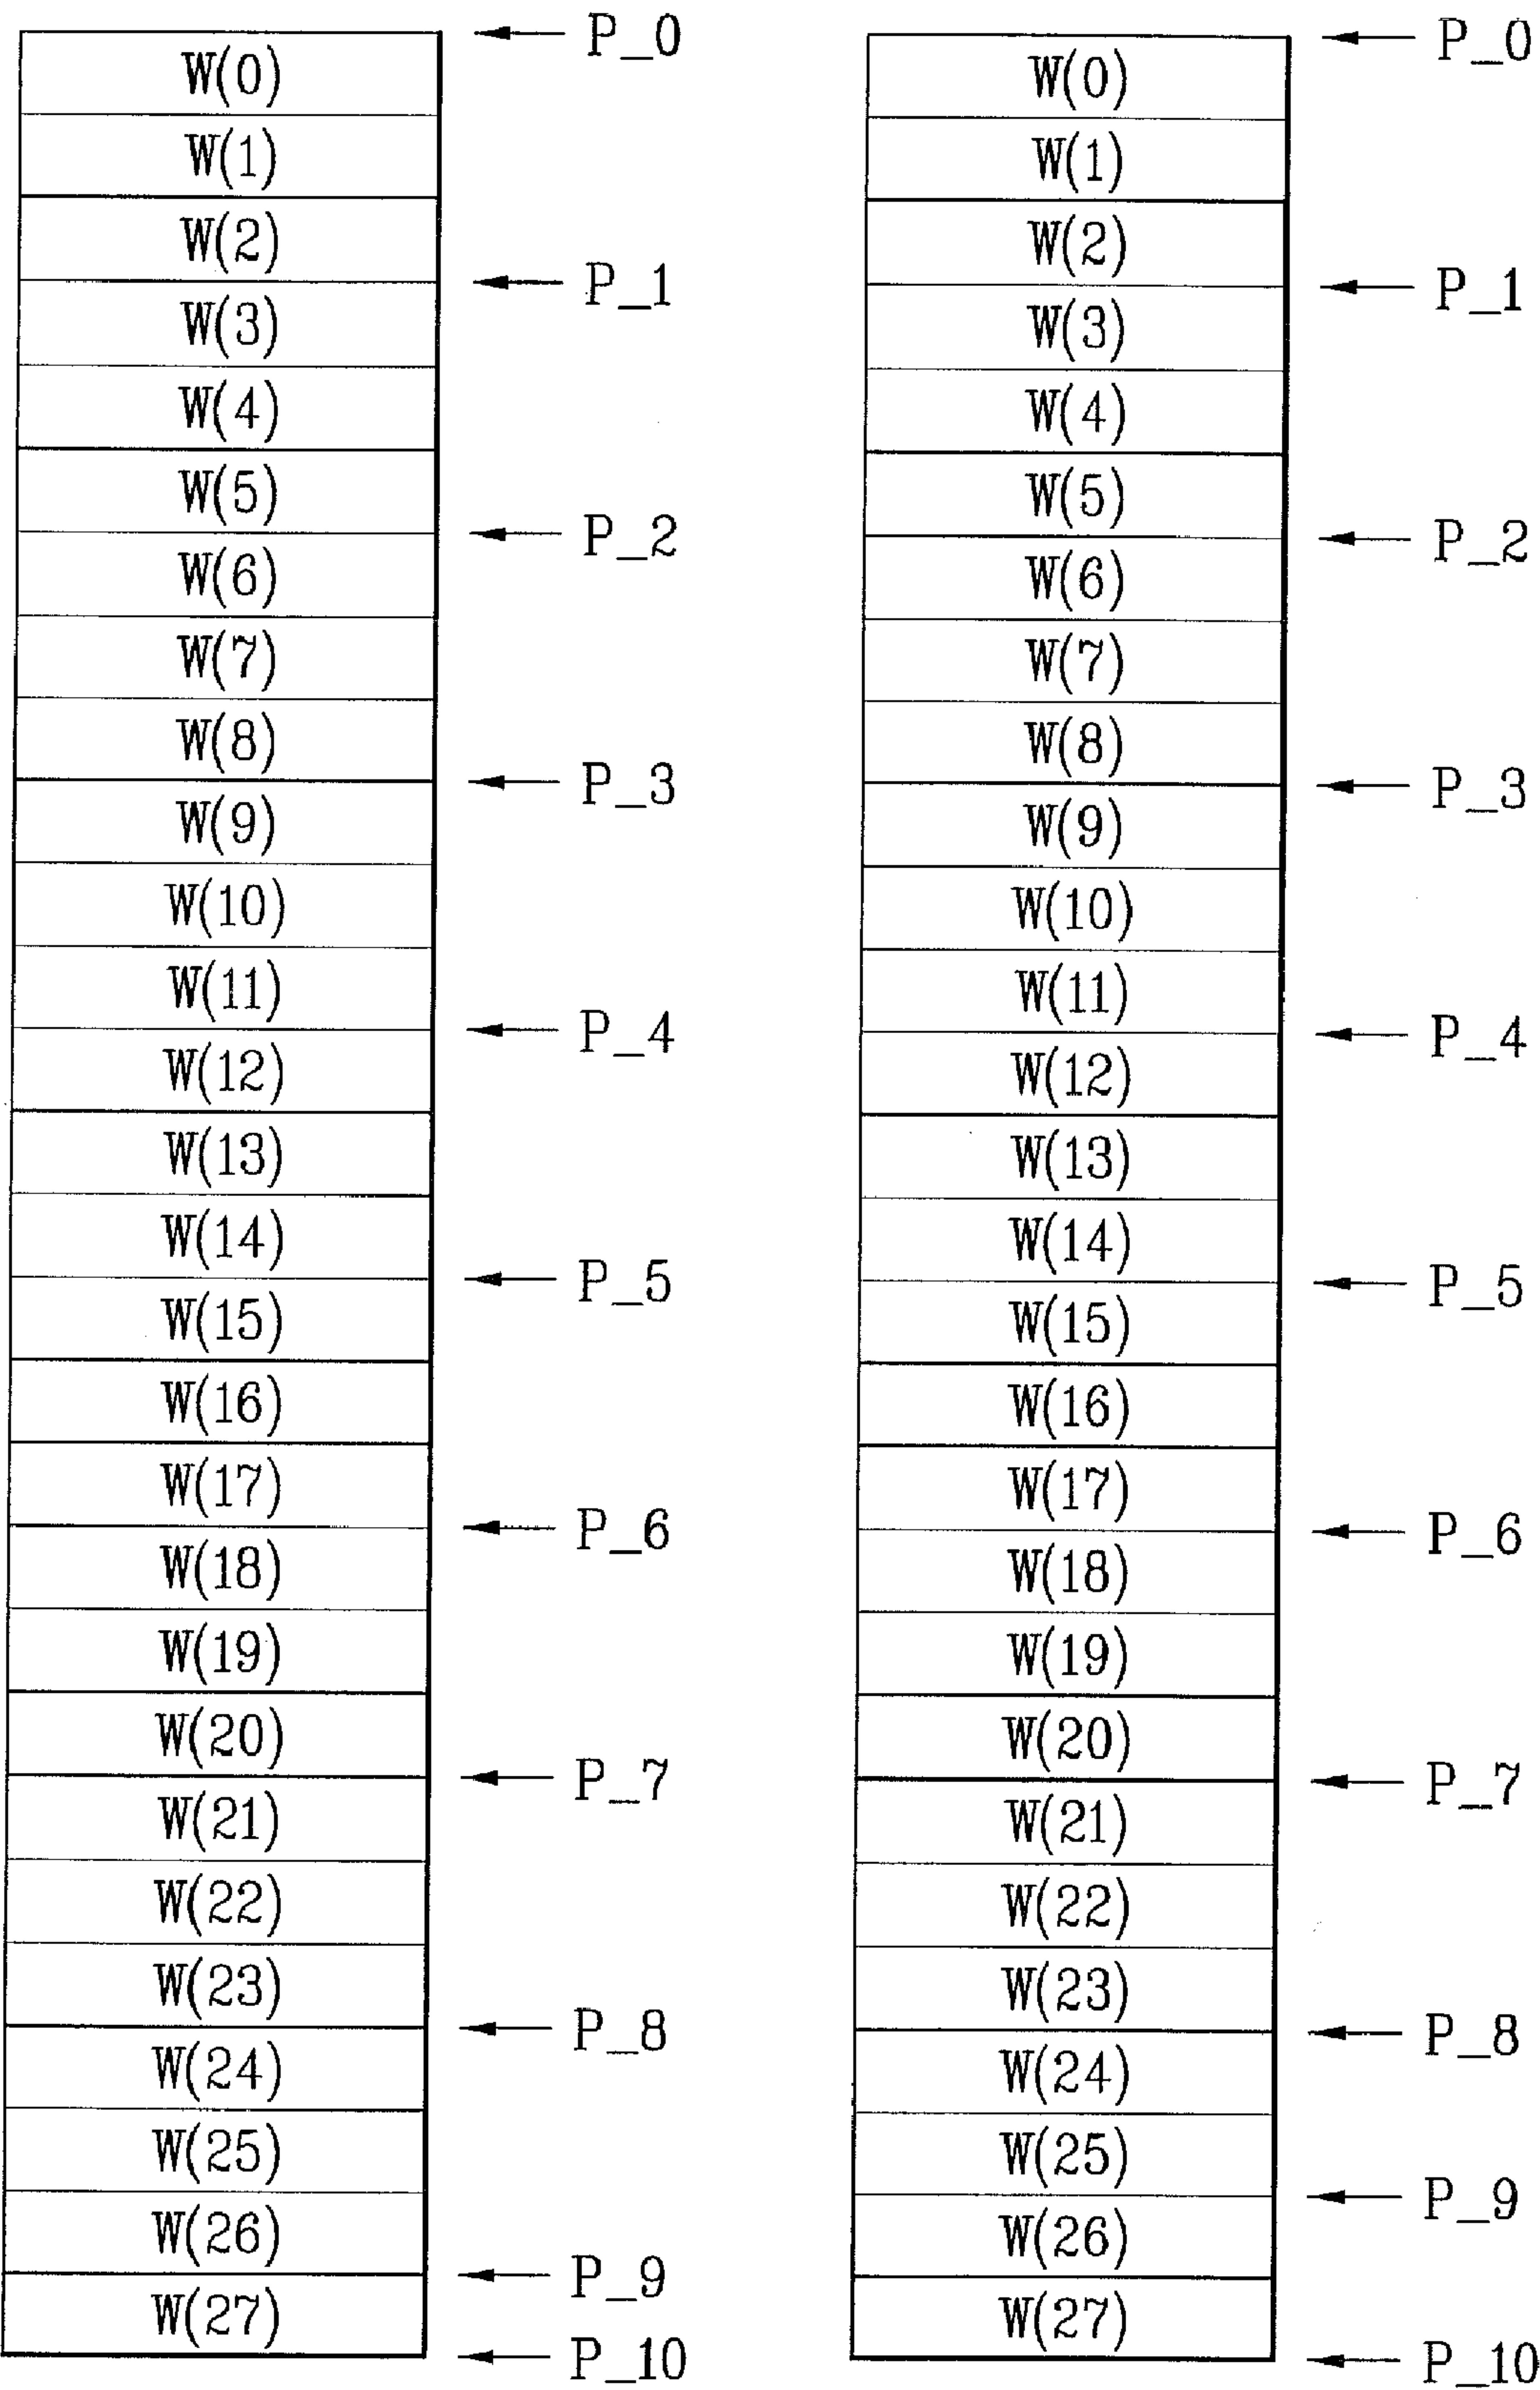 P_0
W(0)
W(1)
W(2)
P_1
W(3)
W(4)
W(5)
P_2
W(6)
W(7)
W(8)
P_3
W(9)
W(10)
W(11)
P_4
W(12)
W(13)
W(14)
P_5
W(15)
W(16)
W(17)
P_6
W(18)
W(19)
W(20)
P_7
W(21)
W(22)
W(23)
P_8
W(24)
W(25)
W(26)
P_9
W(27)
P_10
P_0
W(0)
W(1)
W(2)
P_1
W(3)
W(4)
W(5)
P_2
W(6)
W(7)
W(8)
P_3
W(9)
W(10)
W(11)
P_4
W(12)
W(13)
W(14)
P_5
W(15)
W(16)
W(17)
P_6
W(18)
W(19)
W(20)
P_7
W(21)
W(22)
W(23)
P_8
W(24)
W(25)
P_9
W(26)
W(27)
P_10